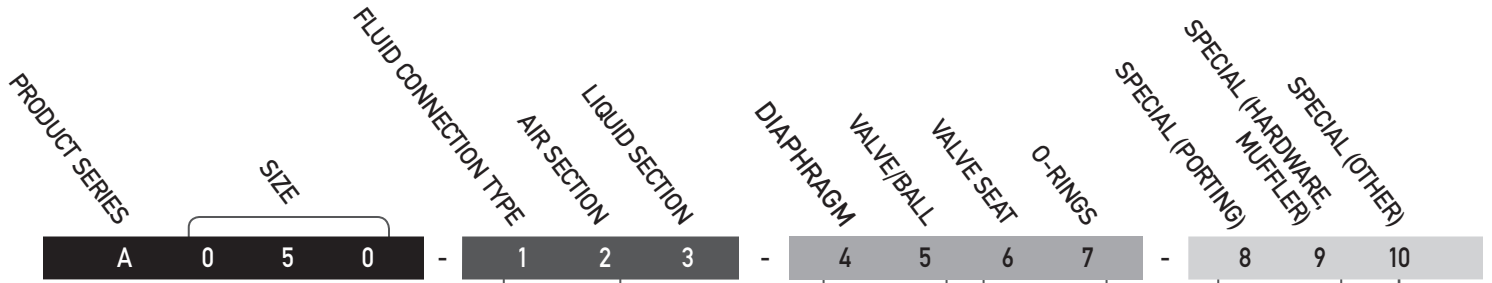 PRODUCT SERIES
SIZE
FLUID CONNECTION TYPE
AIR SECTION
LIQUID SECTION
DIAPHRAGM
VALVE/BALL
VALVE SEAT
O-RINGS
SPECIAL (PORTING)
SPECIAL (HARDWARE,
MUFFLER)
SPECIAL (OTHER)
A 0 5 0 - 1 2 3 - 4 5 6 7 - 8 9 10